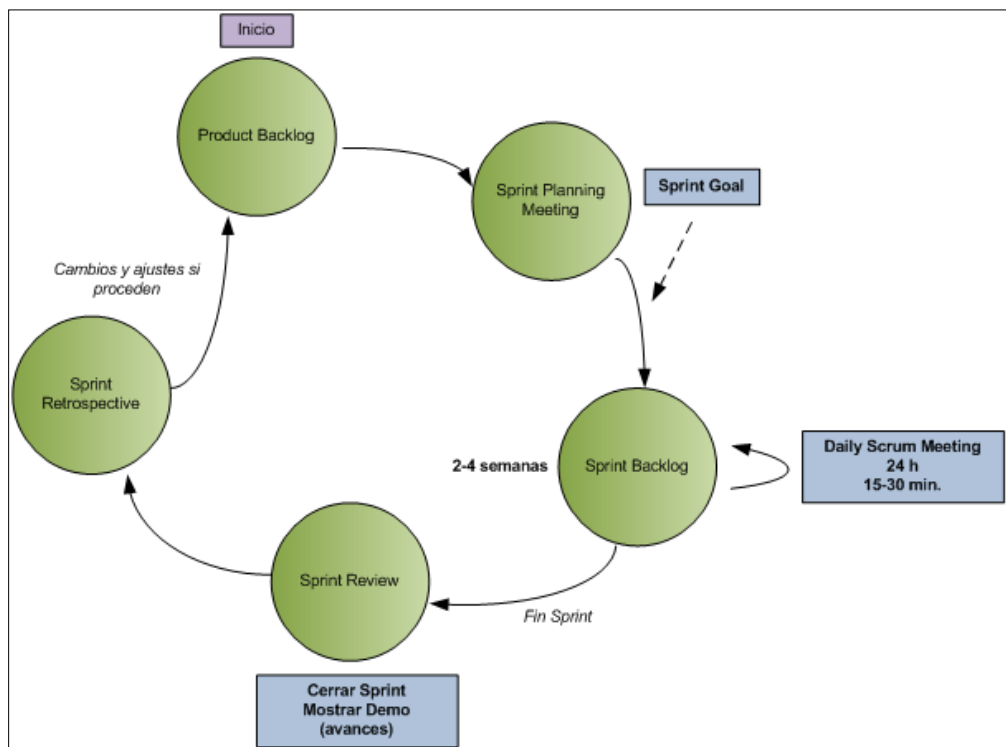 Inicio
Product Backlog
Sprint Planning
Meeting
Sprint Goal
Cambios y ajustes si
proceden
Sprint
Retrospective
2-4 semanas
Sprint Backlog
Daily Scrum Meeting
24 h
15-30 min.
Sprint Review
Fin Sprint
Cerrar Sprint
Mostrar Demo
(avances)